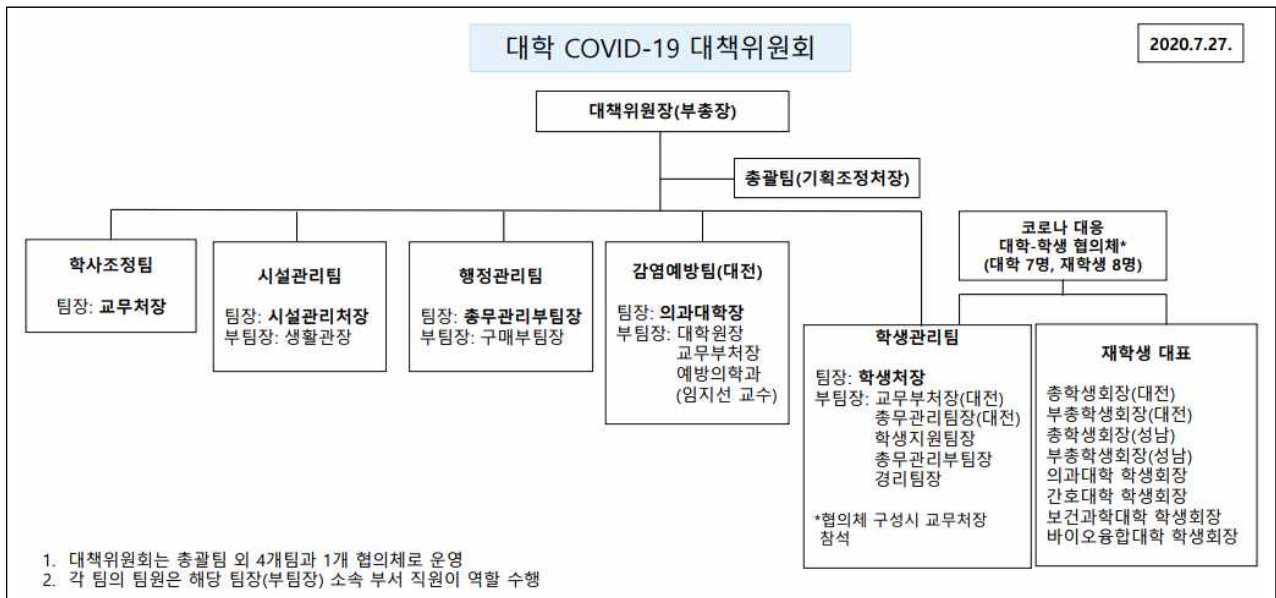 대학 COVID-19 대책위원회
2020.7.27.
대책위원장(부총장)
총괄팀(기획조정처장)
학사조정팀
팀장: 교무처장
시설관리팀
팀장: 시설관리처장
부팀장: 생활관장
행정관리팀
팀장: 총무관리부팀장
부팀장: 구매부팀장
감염예방팀(대전)
팀장: 의과대학장
부팀장: 대학원장
교무부처장
예방의학과
(임지선 교수)
코로나 대응
대학-학생 협의체*
(대학 7명, 재학생 8명)
학생관리팀
팀장: 학생처장
부팀장: 교무부처장(대전)
총무관리팀장(대전)
학생지원팀장
총무관리부팀장
경리팀장
*협의체 구성시 교무처장
참석
재학생 대표
총학생회장(대전)
부총학생회장(대전)
총학생회장(성남)
부총학생회장(성남)
의과대학 학생회장
간호대학 학생회장
보건과학대학 학생회장
바이오융합대학 학생회장
1. 대책위원회는 총괄팀 외 4개팀과 1개 협의체로 운영
2. 각 팀의 팀원은 해당 팀장(부팀장) 소속 부서 직원이 역할 수행